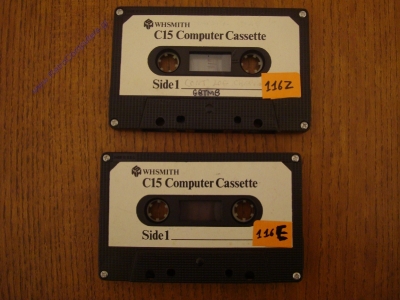 WHSMITH
C15 Computer Cassette
Side 1
116Z
WHSMITH
C15 Computer Cassette
Side 1
116E